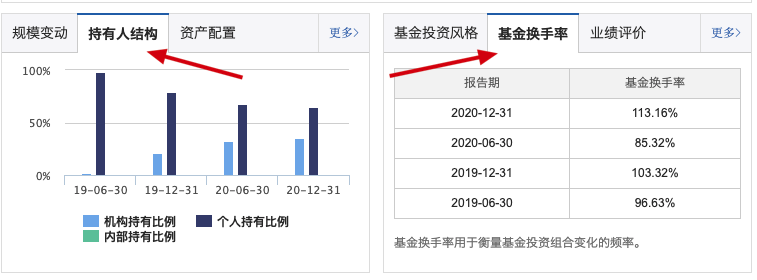 规模变动 持有人结构 资产配置 更多>
100%
50%
0%
19-06-30 19-12-31 20-06-30 20-12-31
机构持有比例 个人持有比例
内部持有比例
基金投资风格 基金换手率 业绩评价 更多>
报告期 基金换手率
2020-12-31 113.16%
2020-06-30 85.32%
2019-12-31 103.32%
2019-06-30 96.63%
基金换手率用于衡量基金投资组合变化的频率。